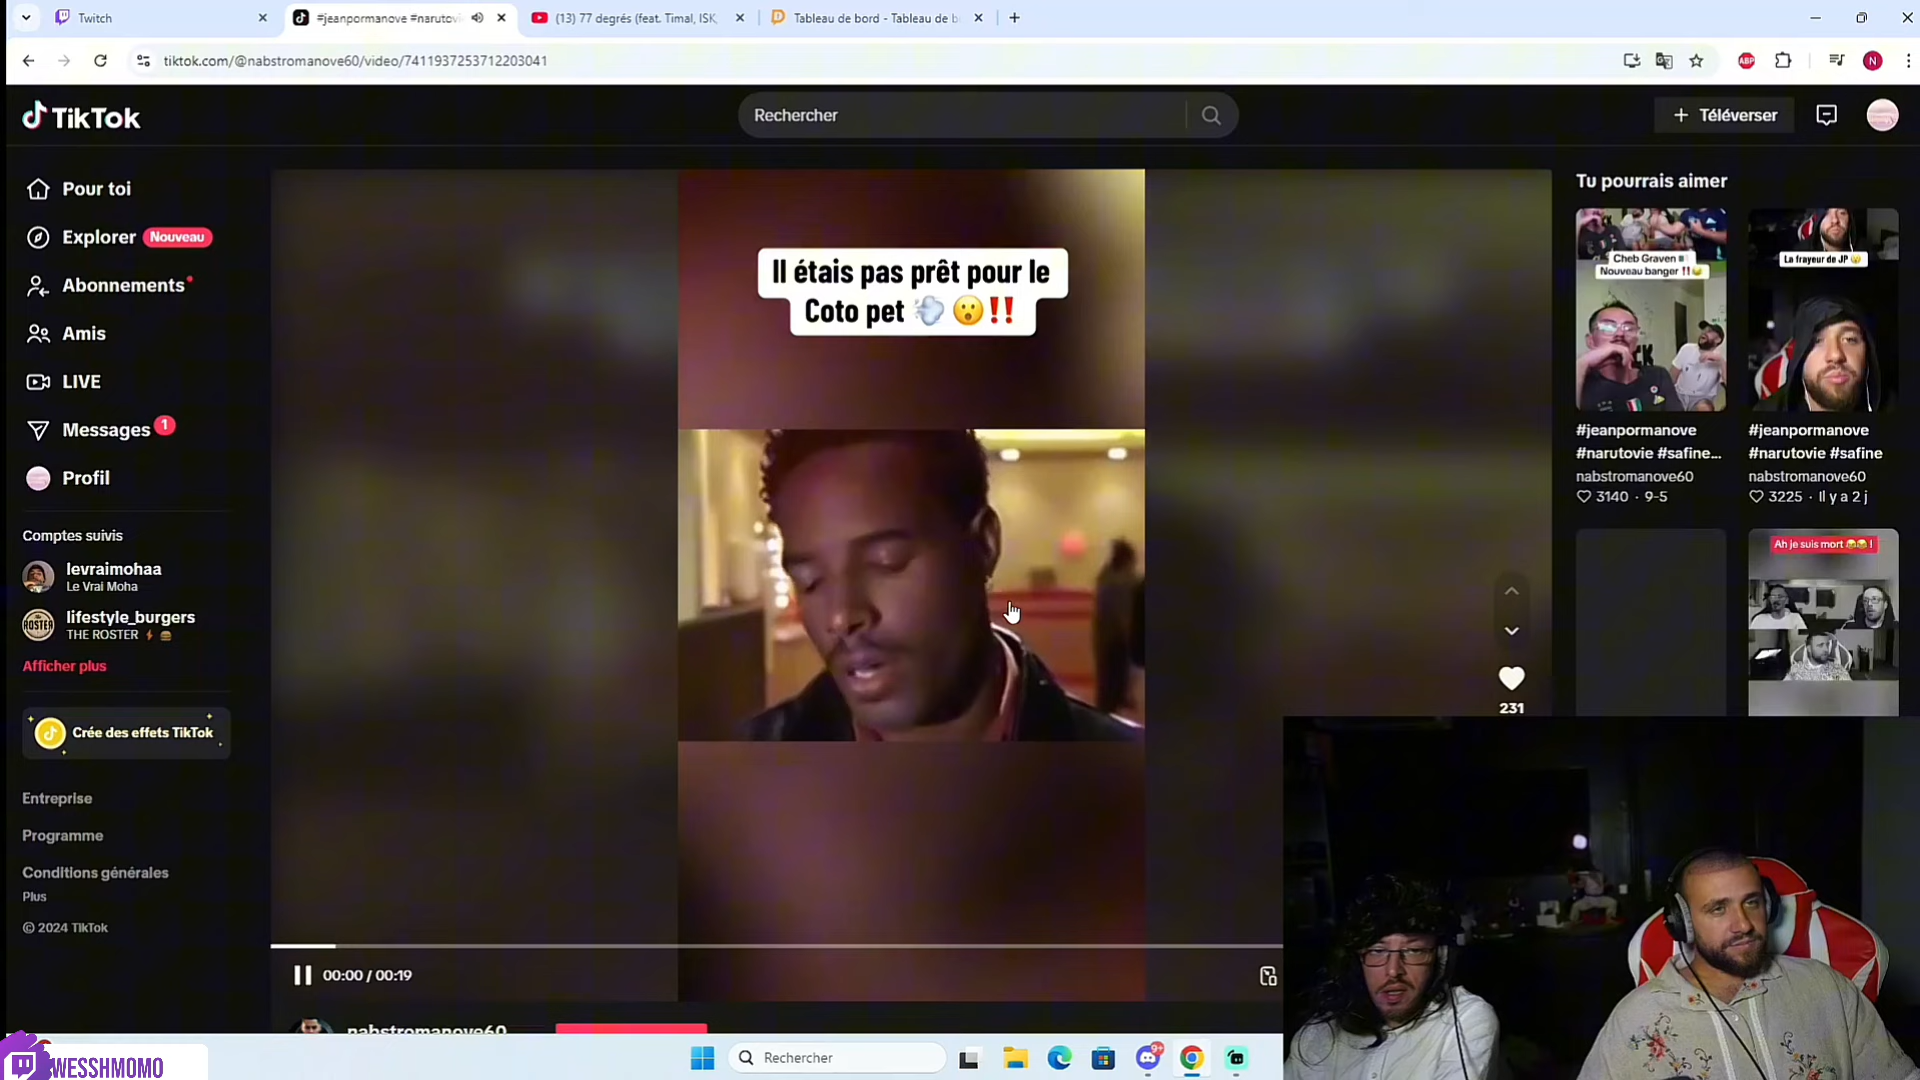 Twitch
#jeanpormanove #narutovi
(13) 77 degrés (feat. Timal, ISK,
Tableau de bord - Tableau de b
tiktok.com/@nabstromanove60/video/7411937253712203041
ABP
N
TikTok
Rechercher
Téléverser
Pour toi
Explorer Nouveau
Abonnements
Amis
LIVE
Messages 1
Profil
Comptes suivis
levraimohaa
Le Vrai Moha
ROSTER
lifestyle_burgers
THE ROSTER
Afficher plus
Crée des effets TikTok
Entreprise
Programme
Conditions générales
Plus
© 2024 TikTok
Il étais pas prêt pour le
Coto pet 💨 😮‼️
231
00:00 / 00:19
nabstromanove60
Tu pourrais aimer
Cheb Graven
Nouveau banger ‼️
#jeanpormanove
#narutovie #safine...
nabstromanove60
3140 · 9-5
La frayeur de JP
#jeanpormanove
#narutovie #safine
nabstromanove60
3225 · Il y a 2 j
Ah je suis mort 😂😂 !
WESSHMOMO
Rechercher
9+